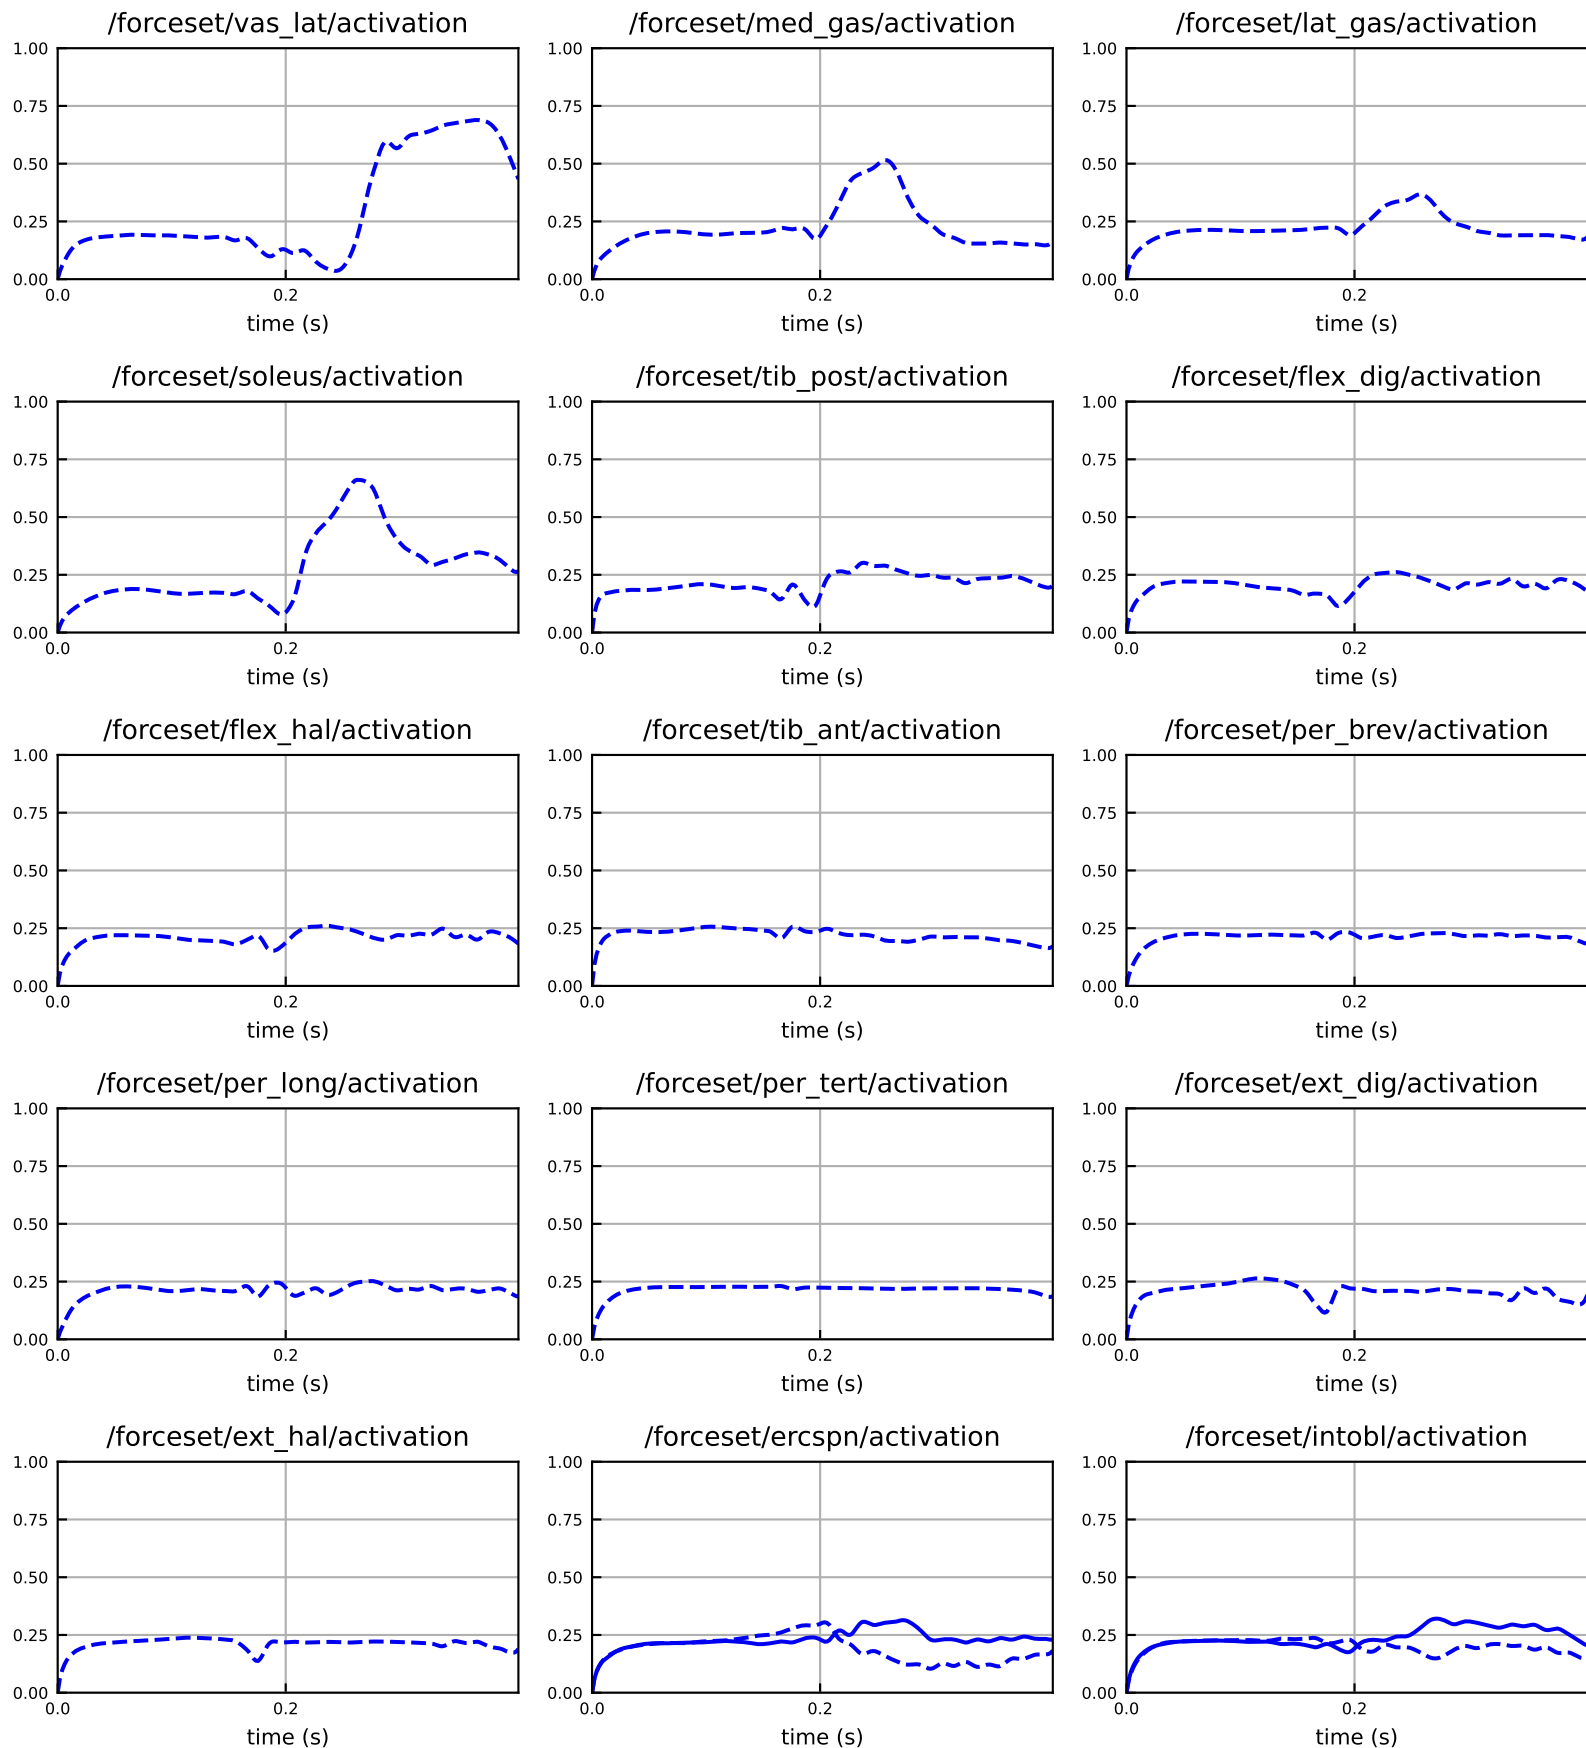 /forceset/vas_lat/activation /forceset/med_gas/activation /forceset/lat_gas/activation
1.00 1.00 1.00
0.75 0.75 0.75
0.50 0.50 0.50
0.25 0.25 0.25
0.00 0.00 0.00
0.0 0.2 0.0 0.2 0.0 0.2
time (s) time (s) time (s)
/forceset/soleus/activation /forceset/tib_post/activation /forceset/flex_dig/activation
1.00 1.00 1.00
0.75 0.75 0.75
0.50 0.50 0.50
0.25 0.25 0.25
0.00 0.00 0.00
0.0 0.2 0.0 0.2 0.0 0.2
time (s) time (s) time (s)
/forceset/flex_hal/activation /forceset/tib_ant/activation /forceset/per_brev/activation
1.00 1.00 1.00
0.75 0.75 0.75
0.50 0.50 0.50
0.25 0.25 0.25
0.00 0.00 0.00
0.0 0.2 0.0 0.2 0.0 0.2
time (s) time (s) time (s)
/forceset/per_long/activation /forceset/per_tert/activation /forceset/ext_dig/activation
1.00 1.00 1.00
0.75 0.75 0.75
0.50 0.50 0.50
0.25 0.25 0.25
0.00 0.00 0.00
0.0 0.2 0.0 0.2 0.0 0.2
time (s) time (s) time (s)
/forceset/ext_hal/activation /forceset/ercspn/activation /forceset/intobl/activation
1.00 1.00 1.00
0.75 0.75 0.75
0.50 0.50 0.50
0.25 0.25 0.25
0.00 0.00 0.00
0.0 0.2 0.0 0.2 0.0 0.2
time (s) time (s) time (s)